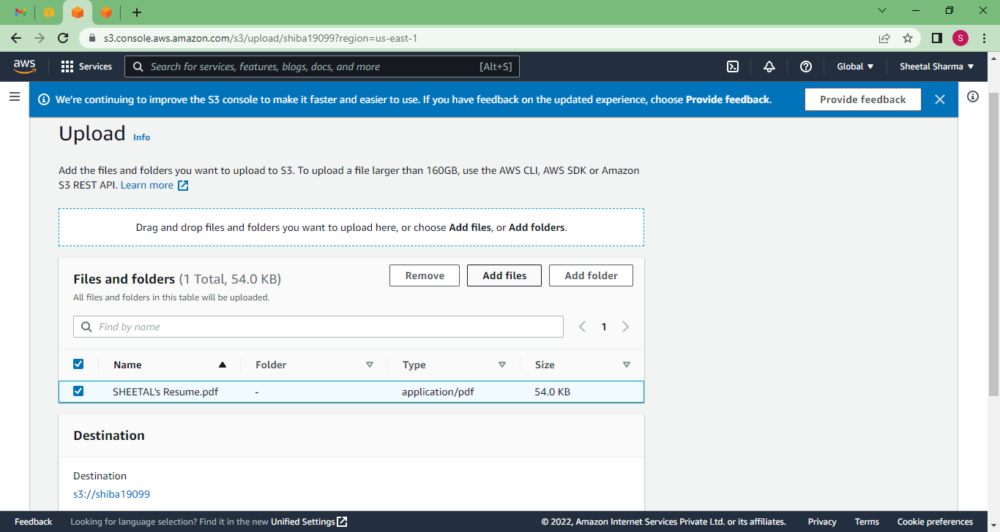 s3.console.aws.amazon.com/s3/upload/shiba19099?region=us-east-1
S
aws Services Search for services, features, blogs, docs, and more [Alt+S] Global Sheetal Sharma
We're continuing to improve the S3 console to make it faster and easier to use. If you have feedback on the updated experience, choose Provide feedback. Provide feedback
Upload Info
Add the files and folders you want to upload to S3. To upload a file larger than 160GB, use the AWS CLI, AWS SDK or Amazon
S3 REST API. Learn more
Drag and drop files and folders you want to upload here, or choose Add files, or Add folders.
Files and folders (1 Total, 54.0 KB) Remove Add files Add folder
All files and folders in this table will be uploaded.
Find by name 1
Name Folder Type Size
SHEETAL's Resume.pdf - application/pdf 54.0 KB
Destination
Destination
s3://shiba19099
Feedback Looking for language selection? Find it in the new Unified Settings © 2022, Amazon Internet Services Private Ltd. or its affiliates. Privacy Terms Cookie preferences